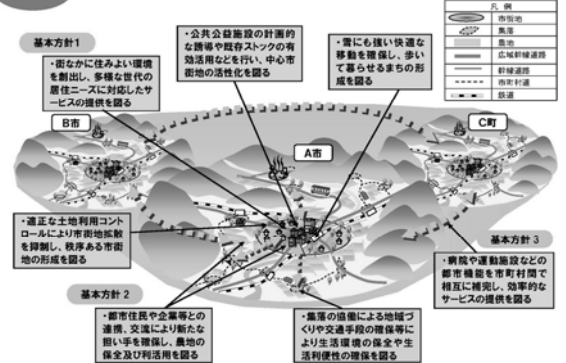 凡 例
市街地
集落
農地
広域幹線道路
幹線道路
市町村道
鉄道
基本方針1
・街なかに住みよい環境
を創出し、多様な世代の
居住ニーズに対応したサ
ービスの提供を図る
・公共公益施設の計画的
な誘導や既存ストックの有
効活用などを行い、中心市
街地の活性化を図る
・雪にも強い快適な
移動を確保し、歩い
て暮らせるまちの形
成を図る
B市
A市
C町
・適正な土地利用コント
ロールにより市街地拡散
を抑制し、秩序ある市街
地の形成を図る
基本方針3
・病院や運動施設などの
都市機能を市町村間で
相互に補完し、効率的な
サービスの提供を図る
基本方針2
・都市住民や企業等との
連携、交流により新たな
担い手を確保し、農地の
保全及び利活用を図る
・集落の協働による地域づ
くりや交通手段の確保等に
より生活環境の保全や生
活利便性の確保を図る